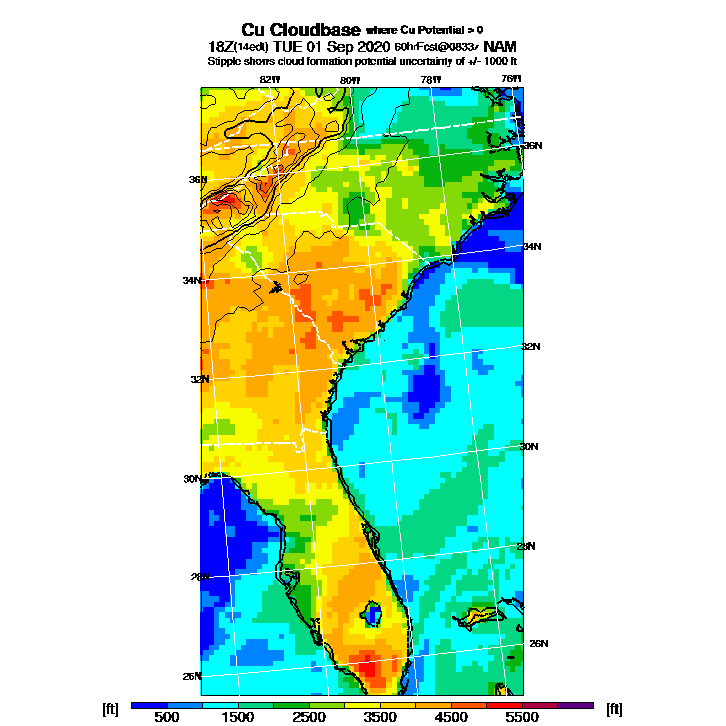 Cu Cloudbase where Cu Potential > 0
18Z(14edt) TUE 01 Sep 2020 60hrFcst@0833z NAM
Stipple shows cloud formation potential uncertainty of +/- 1000 ft
82W 80W 78W 76W
36N
36N
34N
34N
32N
32N
30N
30N
28N
28N
26N
26N
[ft] 500 1500 2500 3500 4500 5500 [ft]